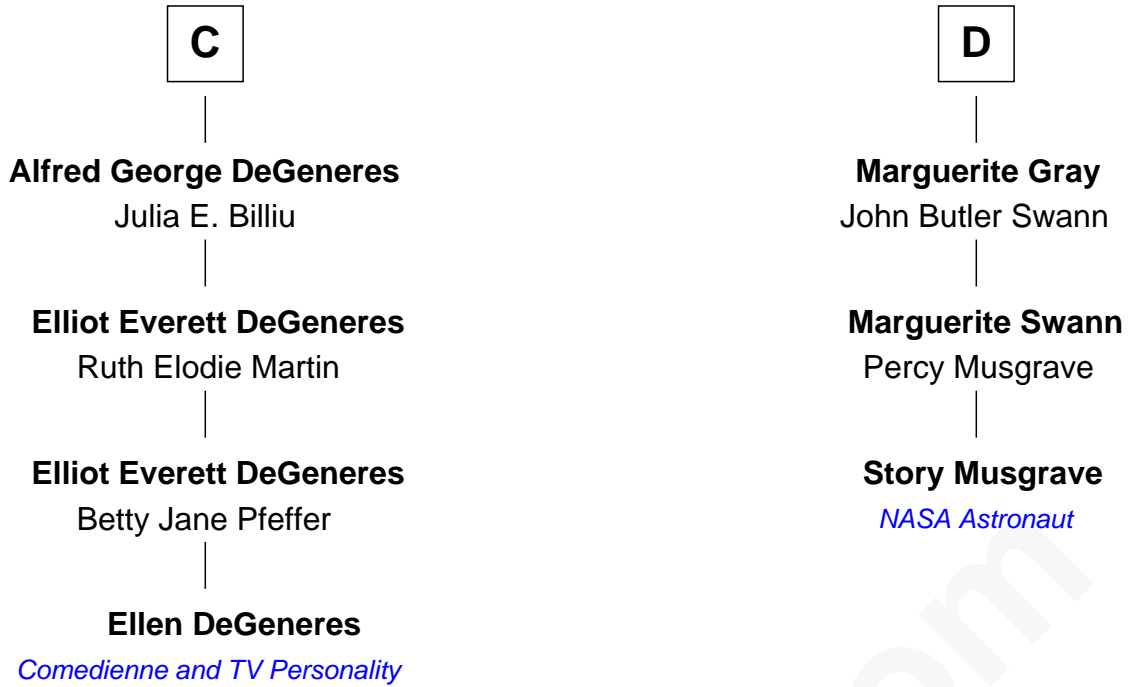 C
Alfred George DeGeneres
Julia E. Billiu
Elliot Everett DeGeneres
Ruth Elodie Martin
Elliot Everett DeGeneres
Betty Jane Pfeffer
Ellen DeGeneres
Comedienne and TV Personality
D
Marguerite Gray
John Butler Swann
Marguerite Swann
Percy Musgrave
Story Musgrave
NASA Astronaut
om